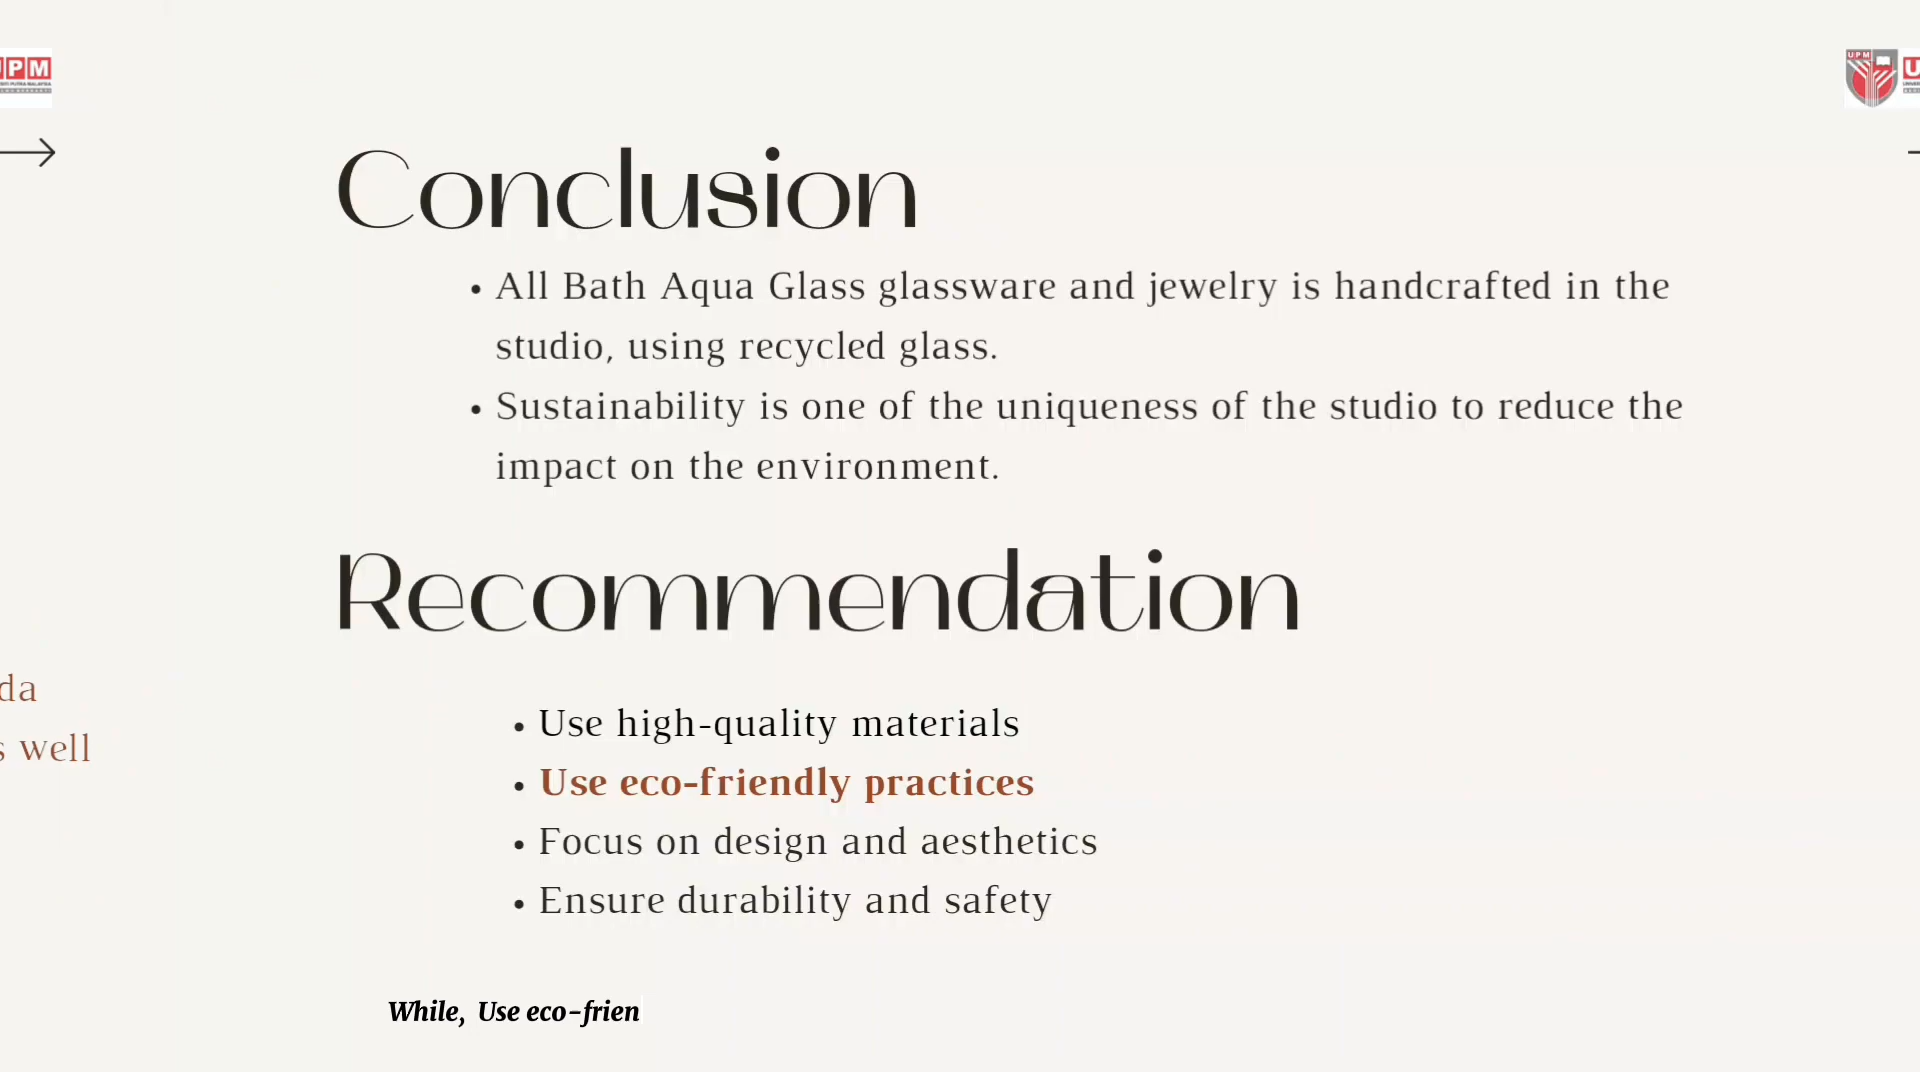 PM
UPM
U
Conclusion
• All Bath Aqua Glass glassware and jewelry is handcrafted in the
studio, using recycled glass.
• Sustainability is one of the uniqueness of the studio to reduce the
impact on the environment.
Recommendation
da
s well
• Use high-quality materials
• Use eco-friendly practices
• Focus on design and aesthetics
• Ensure durability and safety
While, Use eco-frien